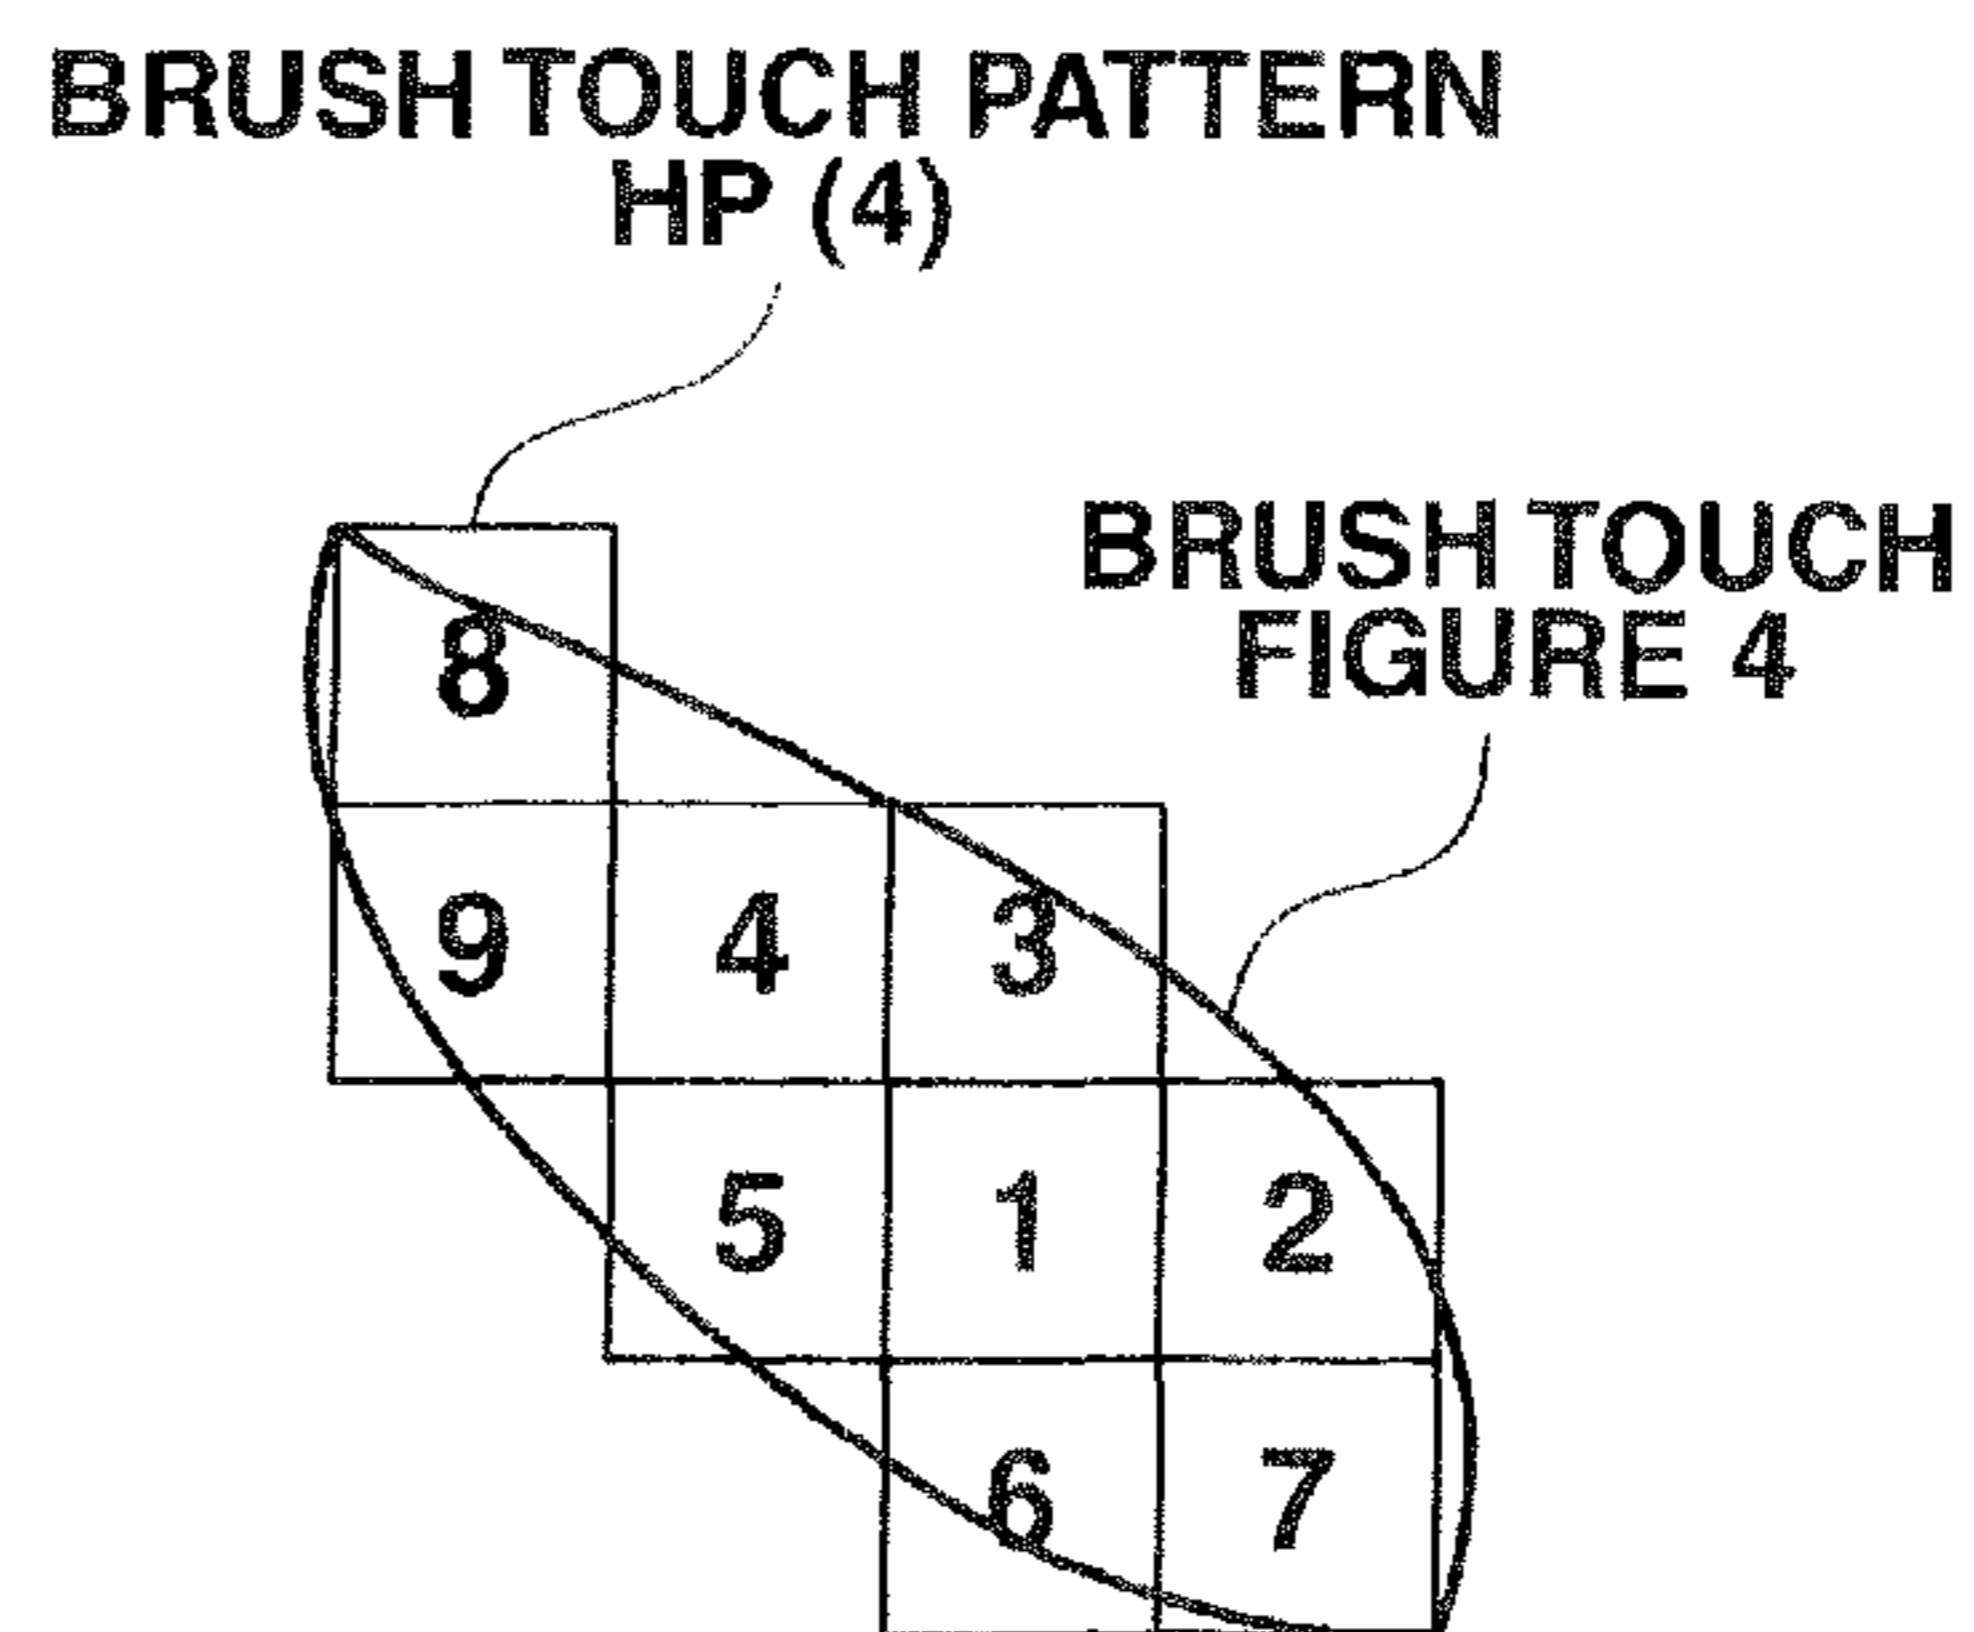 BRUSH TOUCH PATTERN
HP (4)
BRUSH TOUCH
FIGURE 4
8
9 4 3
5 1 2
6 7